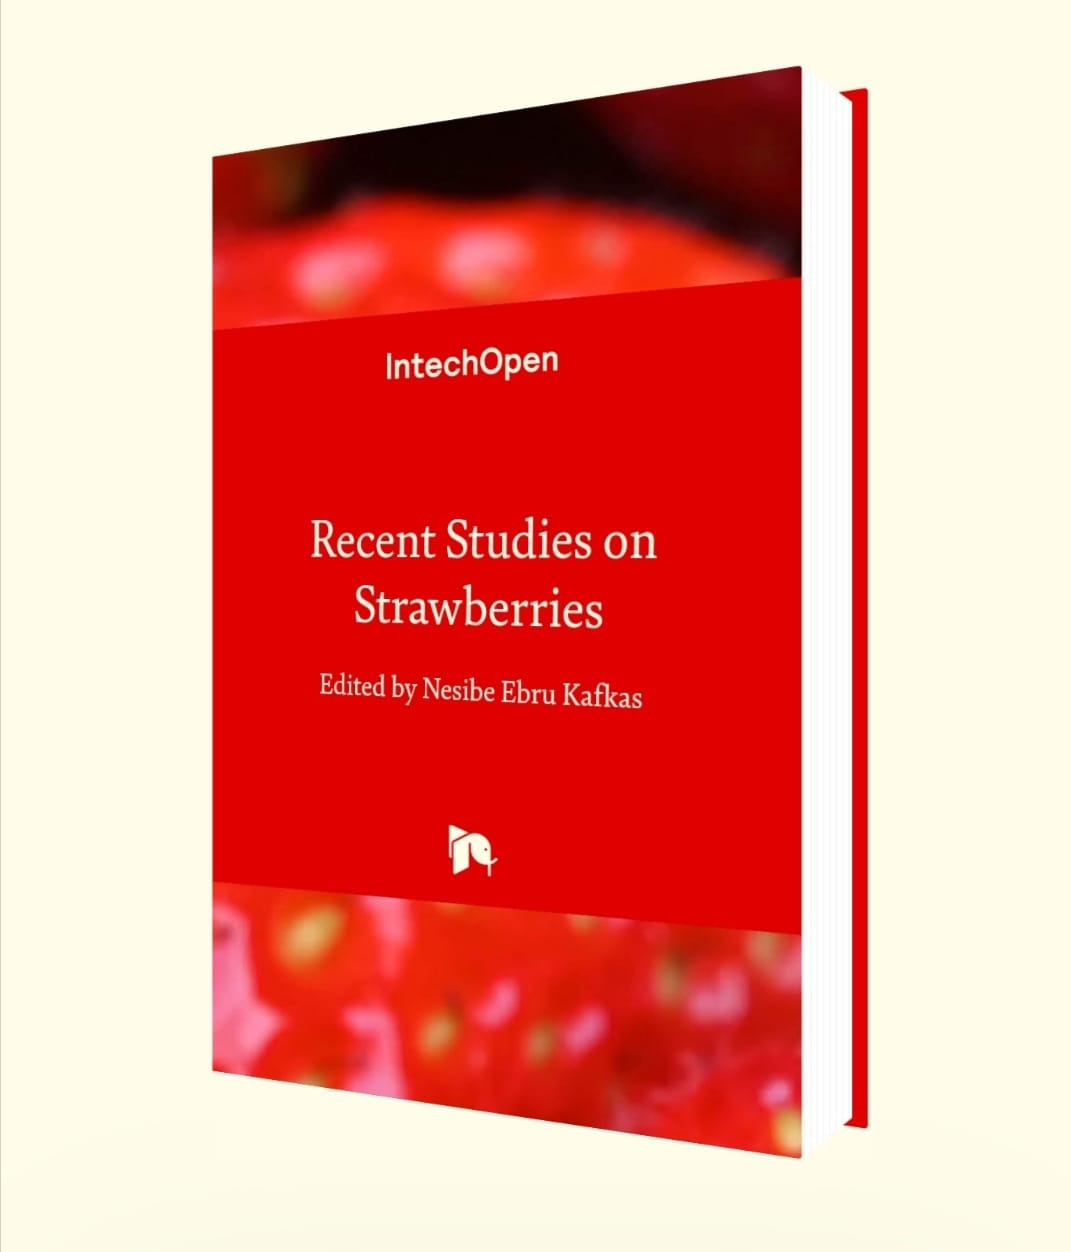 IntechOpen
Recent Studies on
Strawberries
Edited by Nesibe Ebru Kafkas